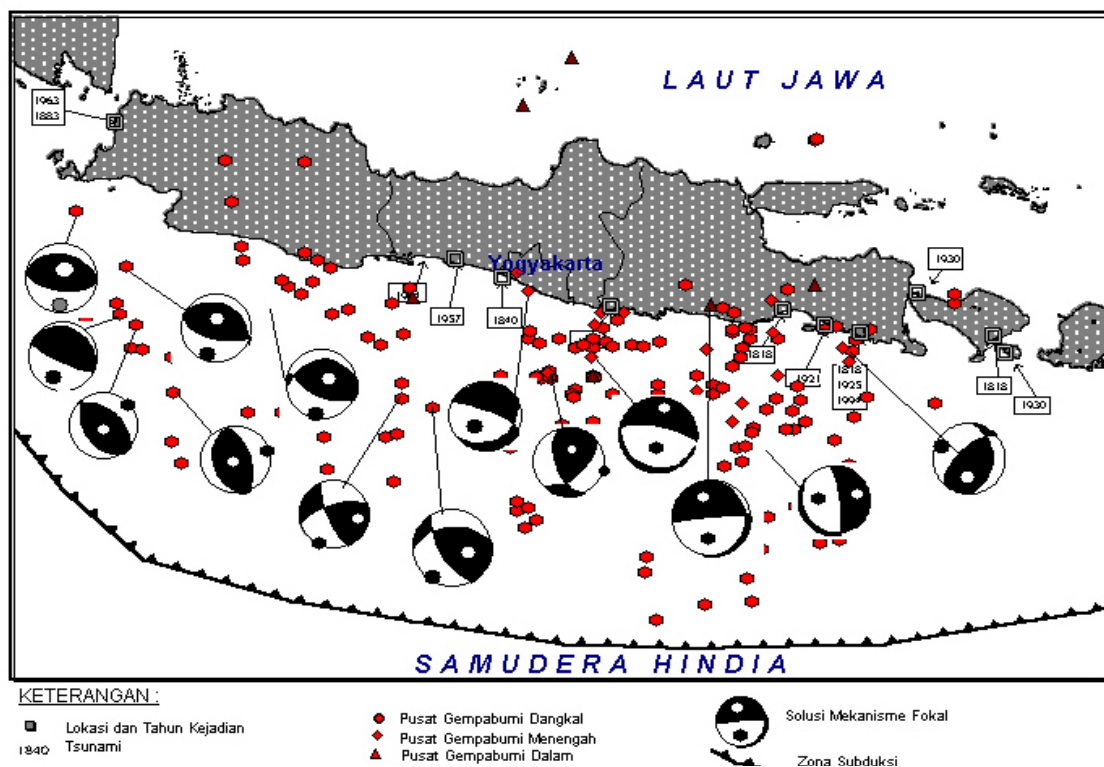 LAUT JAWA
1963
1883
1930
Yogyakarta
1957
1840
1818
1921
1818
1925
1994
1818
1930
SAMUDERA HINDIA
KETERANGAN :
Lokasi dan Tahun Kejadian
1840 Tsunami
Pusat Gempabumi Dangkal
Pusat Gempabumi Menengah
Pusat Gempabumi Dalam
Solusi Mekanisme Fokal
Zona Subduksi